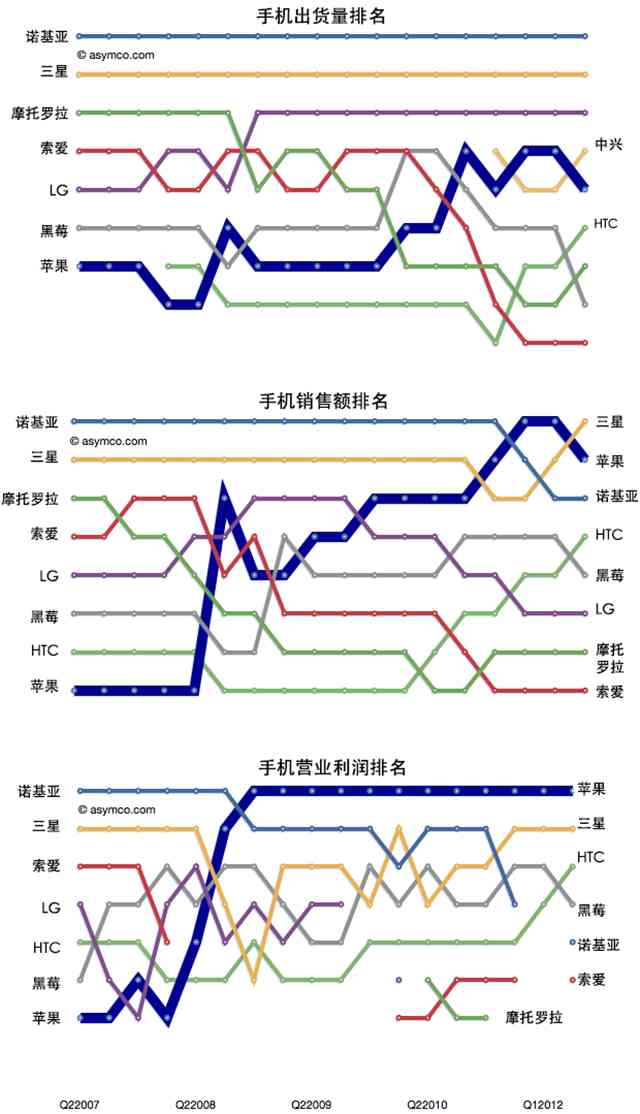 手机出货量排名
诺基亚
© asymco.com
三星
摩托罗拉
索爱
中兴
LG
黑莓
HTC
苹果
手机销售额排名
诺基亚
三星
© asymco.com
三星
苹果
摩托罗拉
诺基亚
索爱
HTC
LG
黑莓
黑莓
LG
HTC
摩托
罗拉
苹果
索爱
手机营业利润排名
诺基亚
苹果
© asymco.com
三星
三星
HTC
索爱
LG
黑莓
HTC
诺基亚
黑莓
索爱
苹果
摩托罗拉
Q22007
Q22008
Q22009
Q22010
Q12012